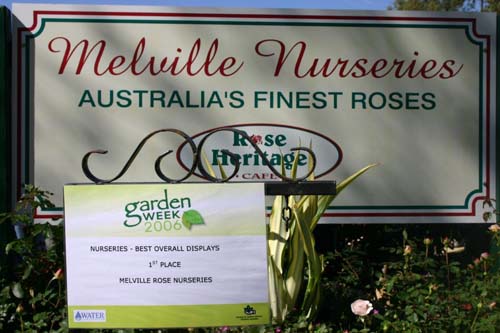 Melville Nurseries
AUSTRALIA'S FINEST ROSES
Rose
Heritage
CAFE
garden
WEEK
2006
NURSERIES - BEST OVERALL DISPLAYS
1ST PLACE
MELVILLE ROSE NURSERIES
WATER